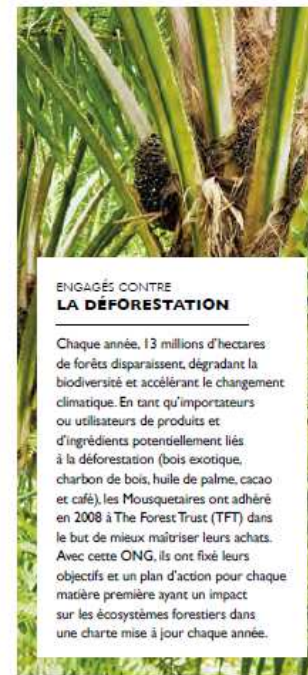 ENGAGÉS CONTRE
LA DÉFORESTATION
Chaque année, 13 millions d'hectares
de forêts disparaissent, dégradant la
biodiversité et accélérant le changement
climatique. En tant qu'importateurs
ou utilisateurs de produits et
d'ingrédients potentiellement liés
à la déforestation (bois exotique,
charbon de bois, huile de palme, cacao
et café), les Mousquetaires ont adhéré
en 2008 à The Forest Trust (TFT) dans
le but de mieux maîtriser leurs achats.
Avec cette ONG, ils ont fixé leurs
objectifs et un plan d'action pour chaque
matière première ayant un impact
sur les écosystèmes forestiers dans
une charte mise à jour chaque année.